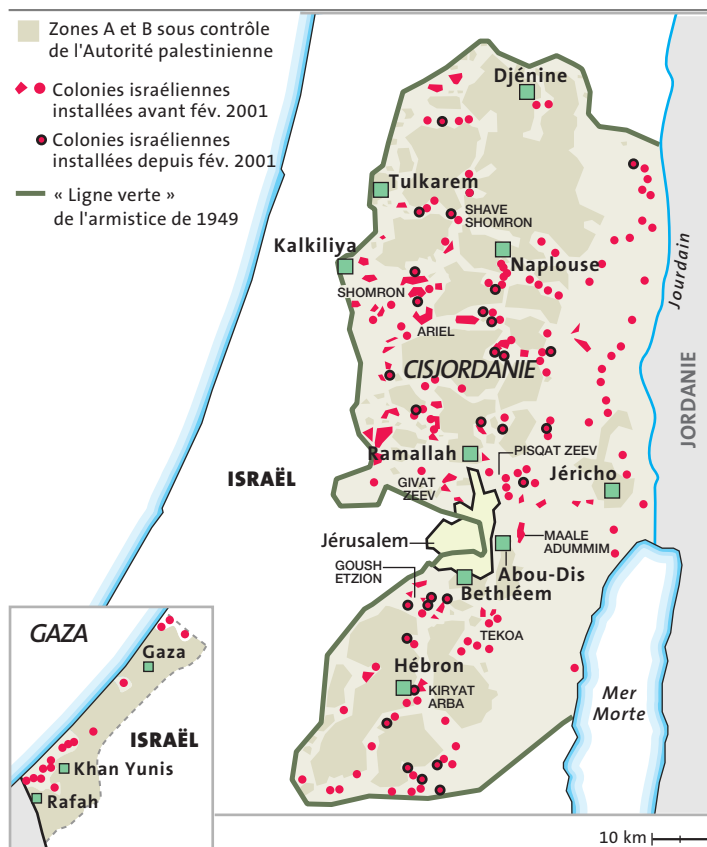 Zones A et B sous contrôle
de l'Autorité palestinienne
Colonies israéliennes
installées avant fév. 2001
Colonies israéliennes
installées depuis fév. 2001
« Ligne verte »
de l'armistice de 1949
Djénine
Tulkarem
SHAVE
SHOMRON
Kalkiliya
Naplouse
SHOMRON
ARIEL
Jourdain
CISJORDANIE
JORDANIE
Ramallah
PISQAT ZEEV
ISRAËL
GIVAT
ZEEV
Jéricho
Jérusalem
MAALE
ADUMMIM
GOUSH
ETZION
Abou-Dis
Bethléem
TEKOA
Hébron
KIRYAT
ARBA
Mer
Morte
GAZA
Gaza
ISRAËL
Khan Yunis
Rafah
10 km